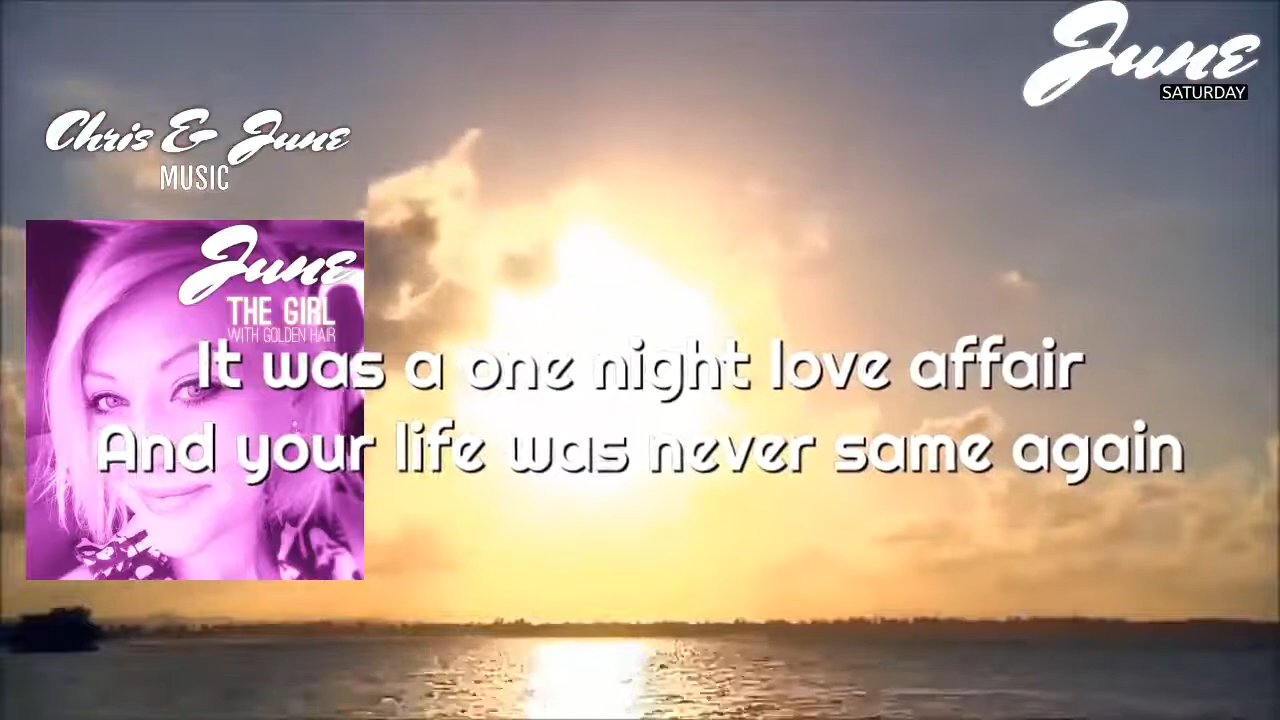 June
SATURDAY
Chris & June
MUSIC
June
THE GIRL
WITH GOLDEN HAIR
It was a one night love affair
And your life was never same again